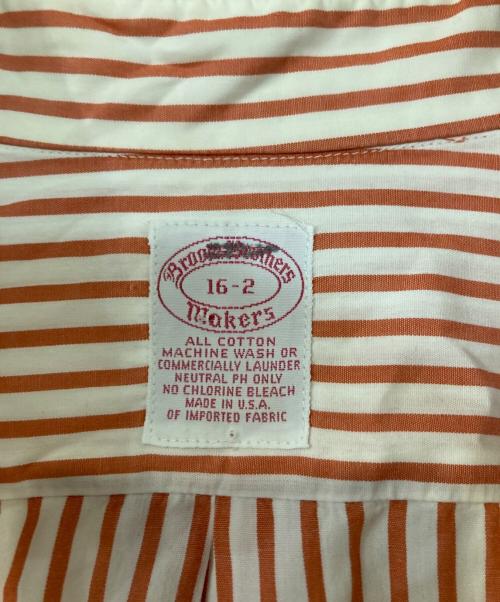 Brooks Brothers
16-2
Makers
ALL COTTON
MACHINE WASH OR
COMMERCIALLY LAUNDER
NEUTRAL PH ONLY
NO CHLORINE BLEACH
MADE IN U.S.A.
OF IMPORTED FABRIC